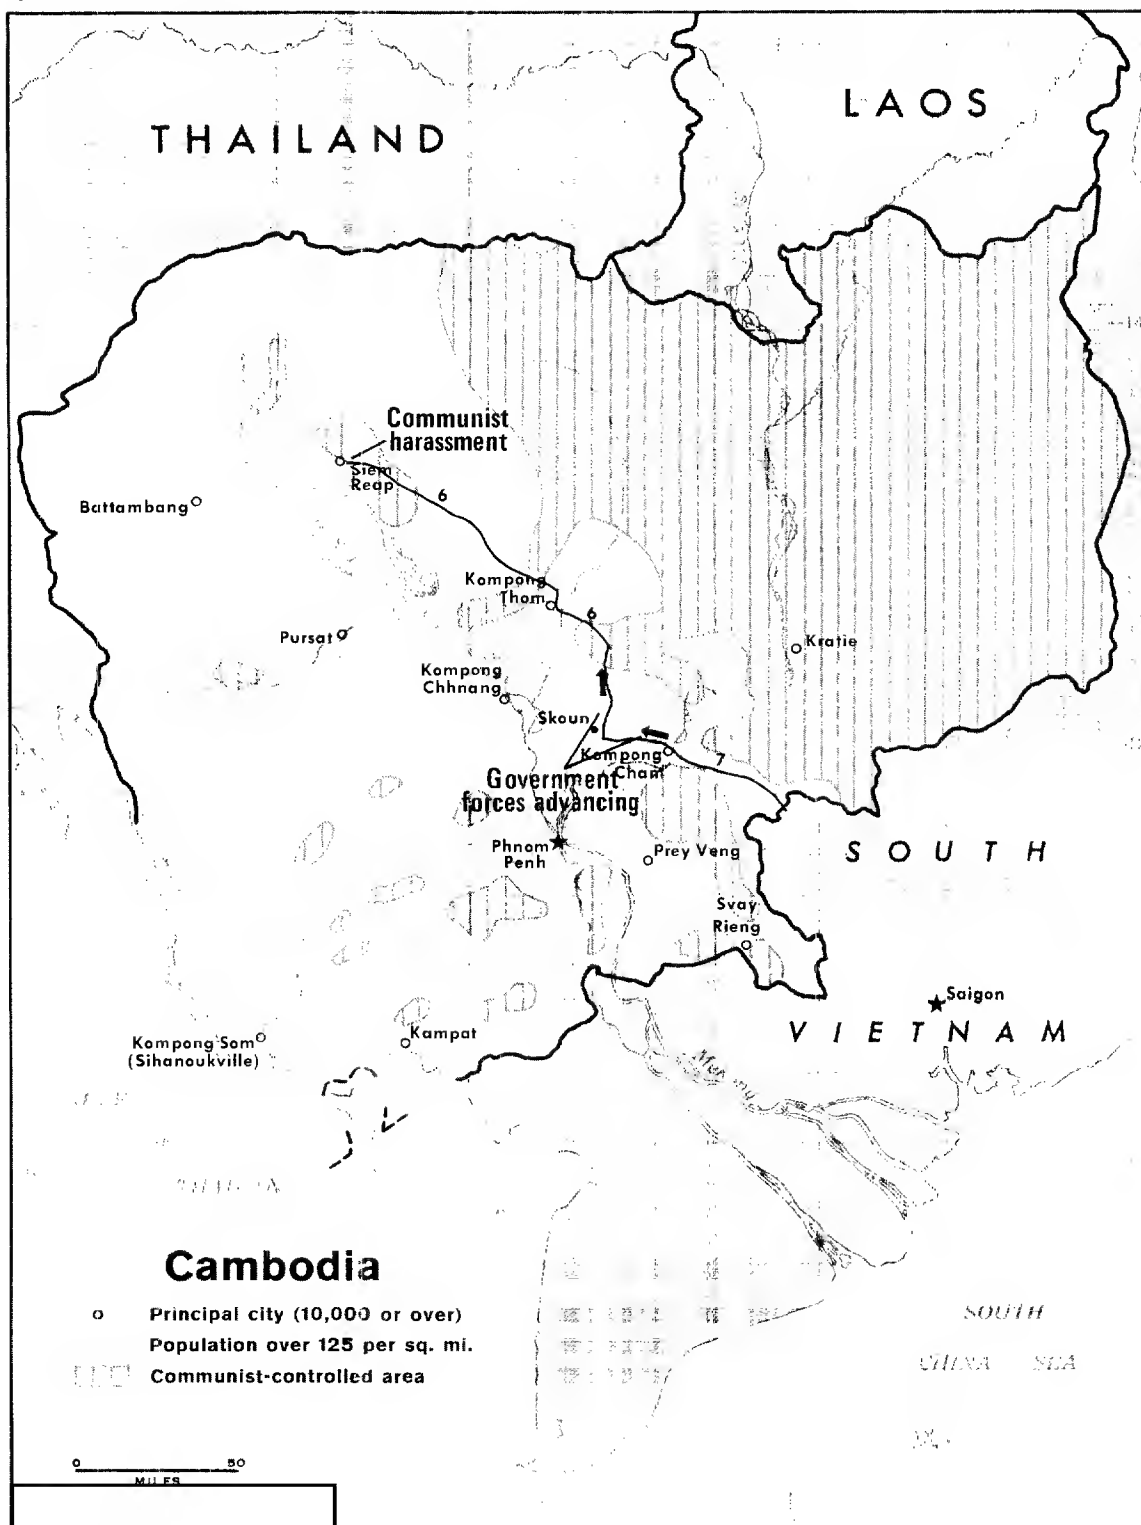 THAILAND
LAOS
Communist
harassment
Siem
Reap
6
Battambang
Kompong
Thom
6
Pursat
Kratie
Kompong
Chhnang
Skoun
Kompong
Cham
7
Government
forces advancing
Phnom
Penh
Prey Veng
SOUTH
Svay
Rieng
Saigon
VIETNAM
Kompong Som
(Sihanoukville)
Kampat
Mekong
Cambodia
Principal city (10,000 or over)
Population over 125 per sq. mi.
Communist-controlled area
SOUTH
CHINA SEA
0 50
MILES